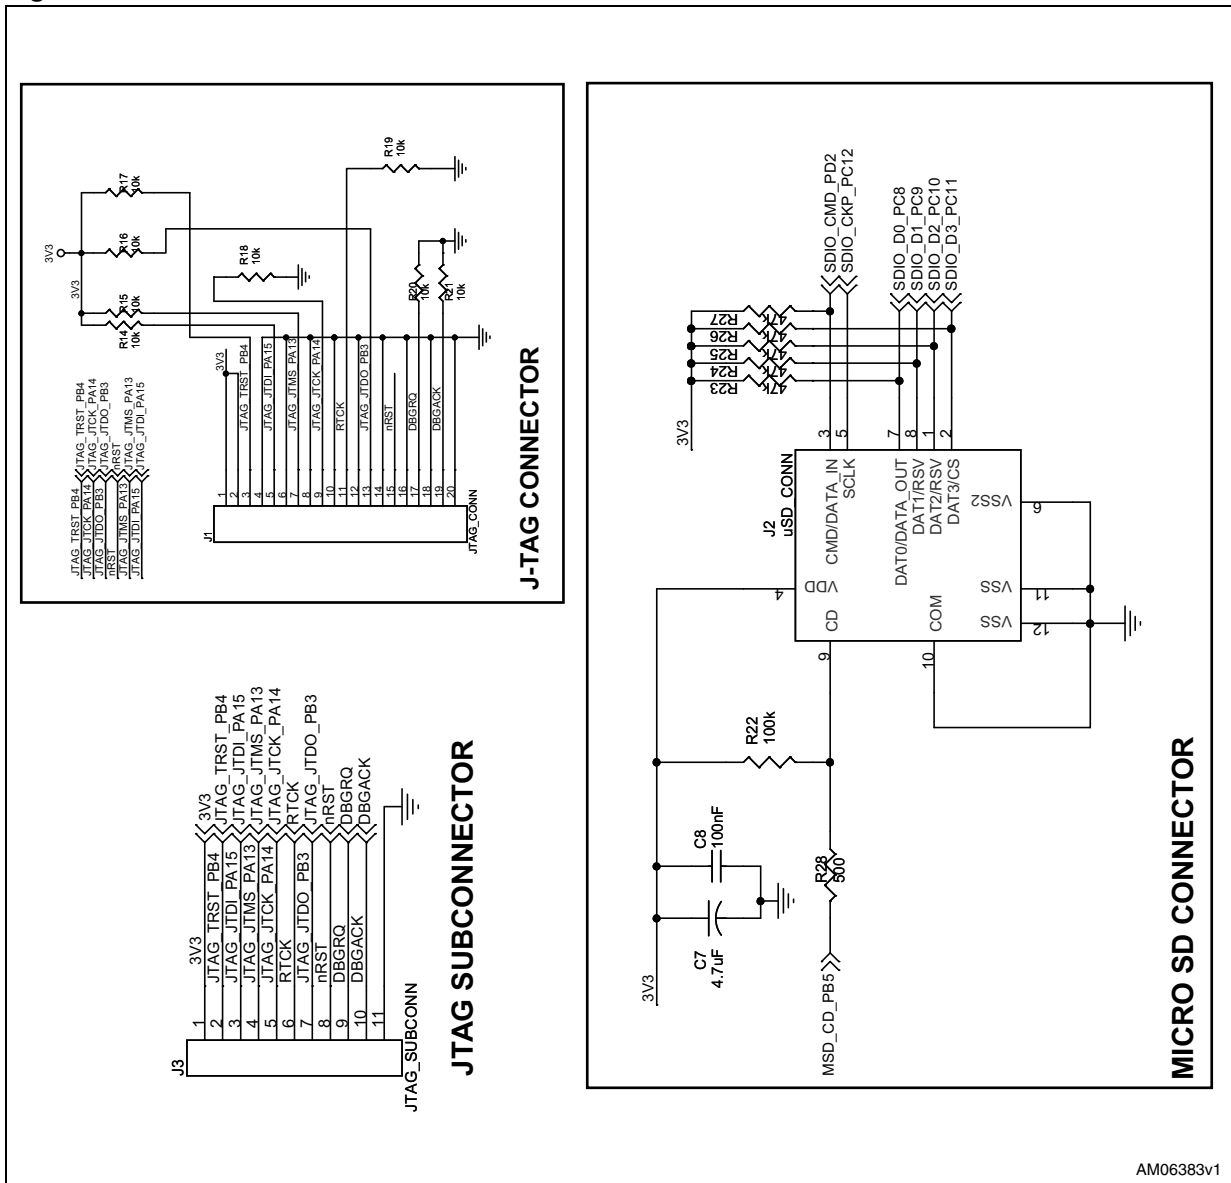 3V3
3V3
R17
10k
R16
10k
R15
10k
R14
10k
R19
10k
R18
10k
R20
10k
R21
10k
JTAG_TRST_PB4
JTAG_JTCK_PA14
JTAG_JTDO_PB3
nRST
JTAG_JTMS_PA13
JTAG_JTDI_PA15
JTAG_TRST_PB4
JTAG_JTCK_PA14
JTAG_JTDO_PB3
nRST
JTAG_JTMS_PA13
JTAG_JTDI_PA15
3V3
JTAG_TRST_PB4
JTAG_JTDI_PA15
JTAG_JTMS_PA13
JTAG_JTCK_PA14
RTCK
JTAG_JTDO_PB3
nRST
DBGRQ
DBGACK
1
2
3
4
5
6
7
8
9
10
11
12
13
14
15
16
17
18
19
20
J1
JTAG_CONN
J-TAG CONNECTOR
3V3
JTAG_TRST_PB4
JTAG_JTDI_PA15
JTAG_JTMS_PA13
JTAG_JTCK_PA14
RTCK
JTAG_JTDO_PB3
nRST
DBGRQ
DBGACK
3V3
JTAG_TRST_PB4
JTAG_JTDI_PA15
JTAG_JTMS_PA13
JTAG_JTCK_PA14
RTCK
JTAG_JTDO_PB3
nRST
DBGRQ
DBGACK
1
2
3
4
5
6
7
8
9
10
11
J3
JTAG_SUBCONN
JTAG SUBCONNECTOR
SDIO_CMD_PD2
SDIO_CKP_PC12
SDIO_D0_PC8
SDIO_D1_PC9
SDIO_D2_PC10
SDIO_D3_PC11
R27
47k
R26
47k
R25
47k
R24
47k
R23
47k
3V3
3
5
7
8
1
2
J2
uSD_CONN
CMD/DATA_IN
SCLK
DAT0/DATA_OUT
DAT1/RSV
DAT2/RSV
DAT3/CS
VSS2
6
VSS
11
VSS
12
VDD
4
CD
9
COM
10
R22
100k
C8
100nF
C7
4.7uF
R28
500
3V3
MSD_CD_PB5
MICRO SD CONNECTOR
AM06383v1